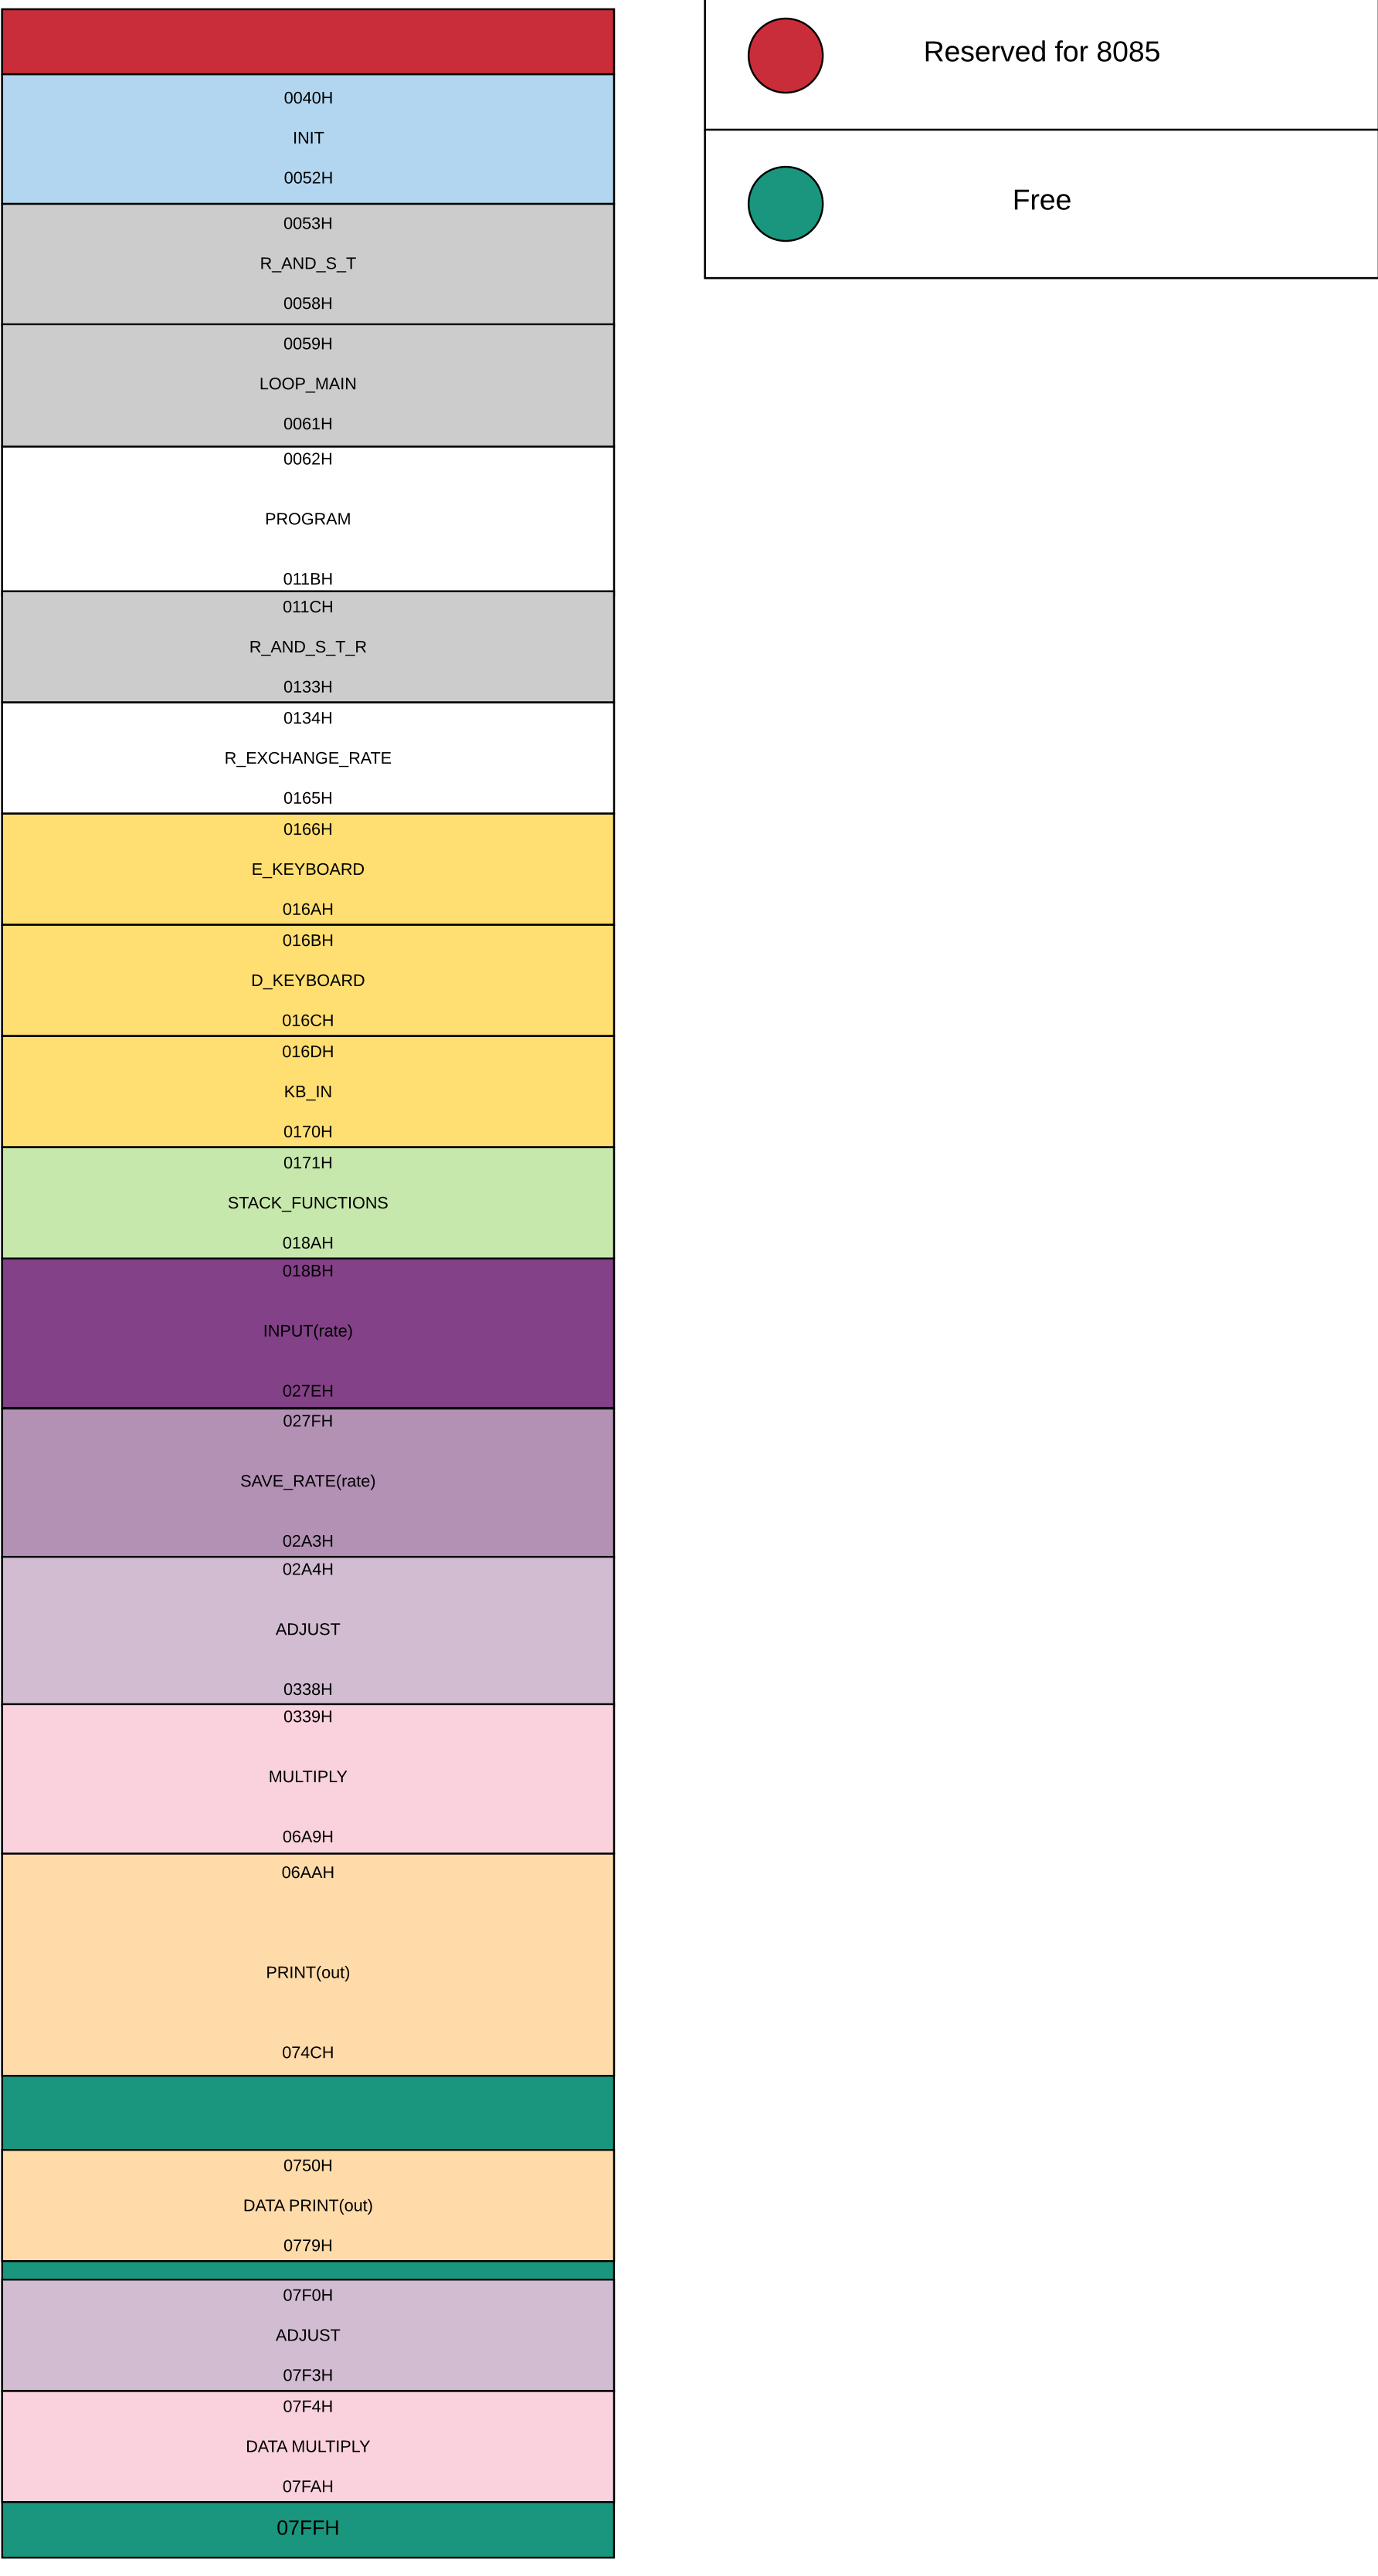 0040H
INIT
0052H
0053H
R_AND_S_T
0058H
0059H
LOOP_MAIN
0061H
0062H
PROGRAM
011BH
011CH
R_AND_S_T_R
0133H
0134H
R_EXCHANGE_RATE
0165H
0166H
E_KEYBOARD
016AH
016BH
D_KEYBOARD
016CH
016DH
KB_IN
0170H
0171H
STACK_FUNCTIONS
018AH
018BH
INPUT(rate)
027EH
027FH
SAVE_RATE(rate)
02A3H
02A4H
ADJUST
0338H
0339H
MULTIPLY
06A9H
06AAH
PRINT(out)
074CH
0750H
DATA PRINT(out)
0779H
07F0H
ADJUST
07F3H
07F4H
DATA MULTIPLY
07FAH
07FFH
Reserved for 8085
Free